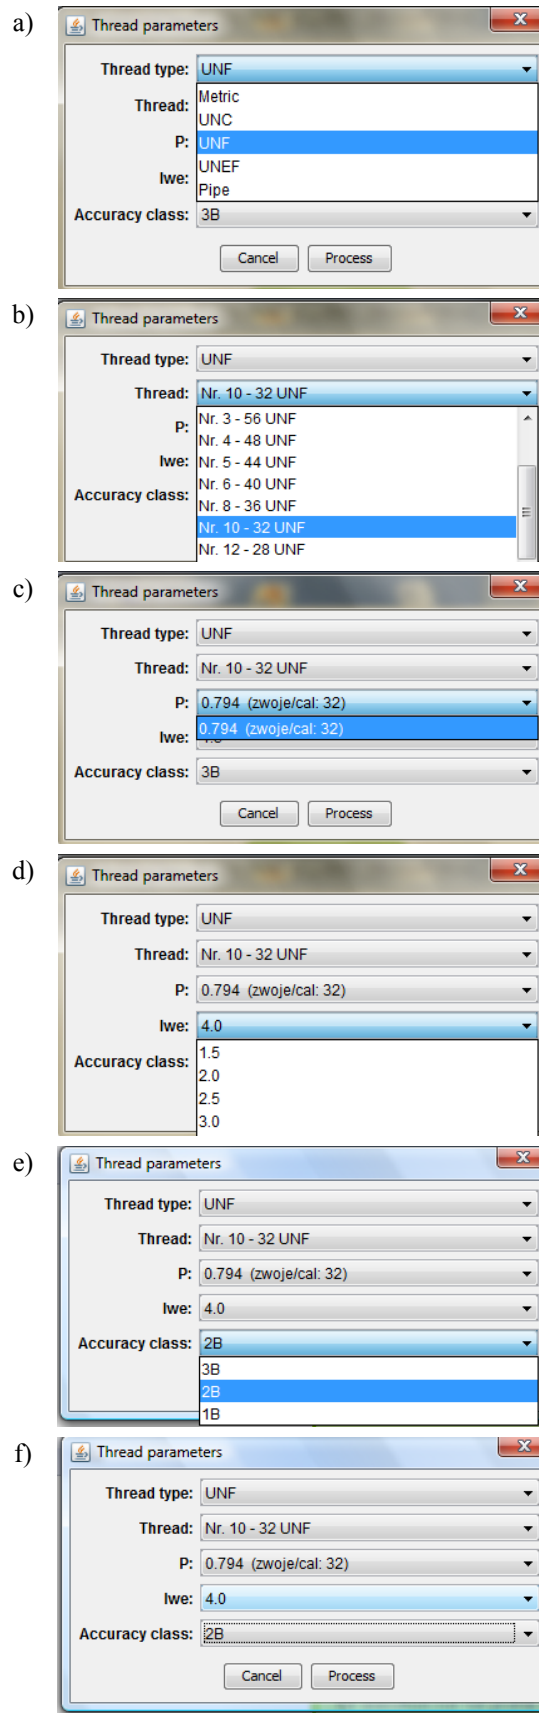 a)
Thread parameters
Thread type: UNF
Metric
Thread:
UNC
P: UNF
UNEF
Iwe:
Pipe
Accuracy class: 3B
Cancel Process
b)
Thread parameters
Thread type: UNF
Thread: Nr. 10 - 32 UNF
Nr. 3 - 56 UNF
P:
Nr. 4 - 48 UNF
Iwe: Nr. 5 - 44 UNF
Nr. 6 - 40 UNF
Accuracy class:
Nr. 8 - 36 UNF
Nr. 10 - 32 UNF
Nr. 12 - 28 UNF
c)
Thread parameters
Thread type: UNF
Thread: Nr. 10 - 32 UNF
P: 0.794 (zwoje/cal: 32)
0.794 (zwoje/cal: 32)
Iwe:
Accuracy class: 3B
Cancel Process
d)
Thread parameters
Thread type: UNF
Thread: Nr. 10 - 32 UNF
P: 0.794 (zwoje/cal: 32)
Iwe: 4.0
1.5
Accuracy class:
2.0
2.5
3.0
e)
Thread parameters
Thread type: UNF
Thread: Nr. 10 - 32 UNF
P: 0.794 (zwoje/cal: 32)
Iwe: 4.0
Accuracy class: 2B
3B
2B
1B
f)
Thread parameters
Thread type: UNF
Thread: Nr. 10 - 32 UNF
P: 0.794 (zwoje/cal: 32)
Iwe: 4.0
Accuracy class: 2B
Cancel Process